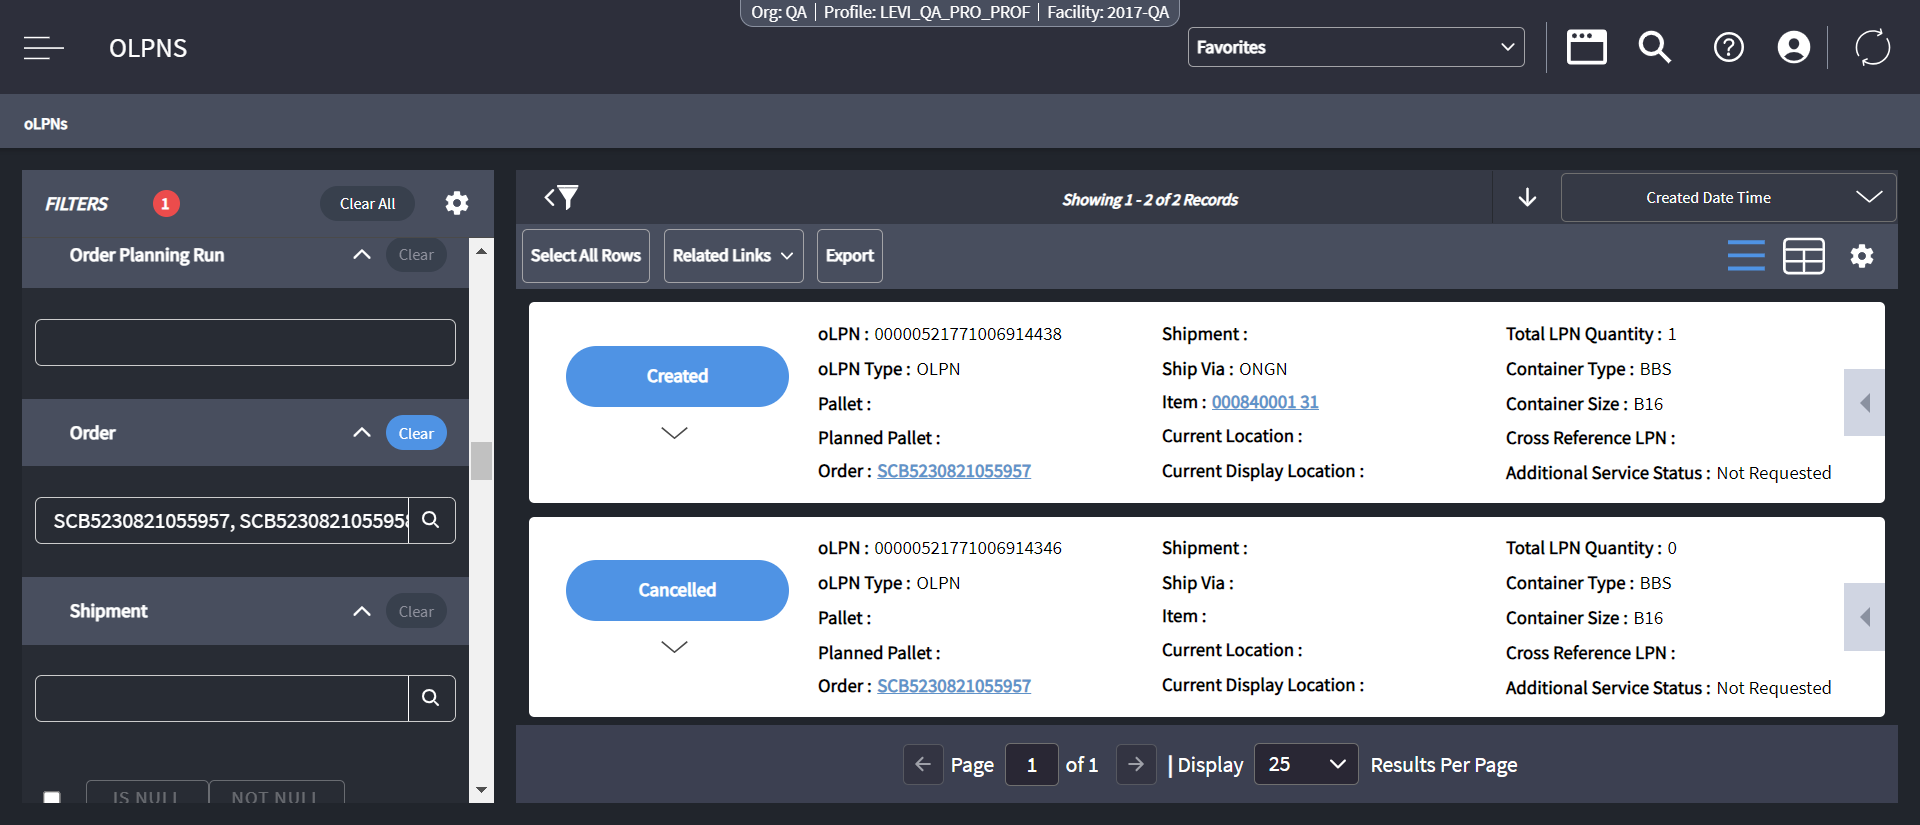 Org: QA | Profile: LEVI_QA_PRO_PROF | Facility: 2017-QA
OLPNS
Favorites
oLPNs
FILTERS
1
Clear All
Order Planning Run
Clear
Order
Clear
SCB5230821055957, SCB523082105595
Shipment
Clear
IS NULL
NOT NULL
Showing 1 - 2 of 2 Records
Created Date Time
Select All Rows
Related Links
Export
Created
oLPN : 00000521771006914438
oLPN Type : OLPN
Pallet :
Planned Pallet :
Order : SCB5230821055957
Shipment :
Ship Via : ONGN
Item : 000840001 31
Current Location :
Current Display Location :
Total LPN Quantity : 1
Container Type : BBS
Container Size : B16
Cross Reference LPN :
Additional Service Status : Not Requested
Cancelled
oLPN : 00000521771006914346
oLPN Type : OLPN
Pallet :
Planned Pallet :
Order : SCB5230821055957
Shipment :
Ship Via :
Item :
Current Location :
Current Display Location :
Total LPN Quantity : 0
Container Type : BBS
Container Size : B16
Cross Reference LPN :
Additional Service Status : Not Requested
Page 1 of 1 | Display 25 Results Per Page